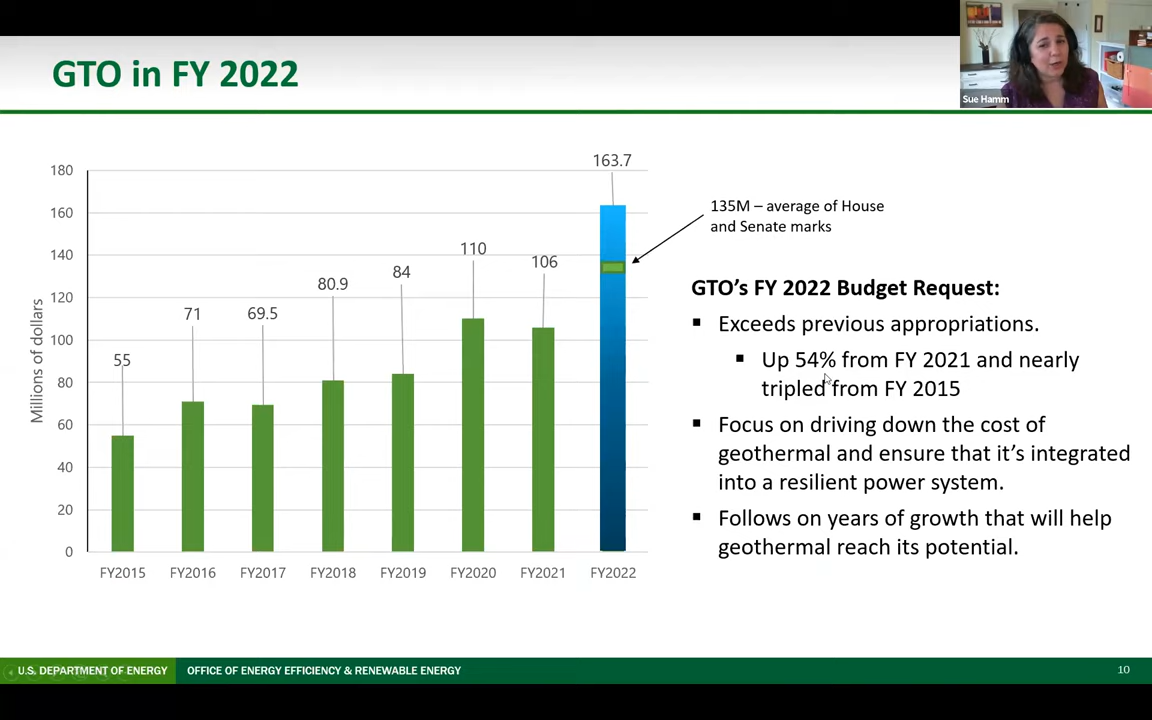 GTO in FY 2022
Sue Hamm
Millions of dollars
180
160
140
120
100
80
60
40
20
0
55
71
69.5
80.9
84
110
106
163.7
FY2015
FY2016
FY2017
FY2018
FY2019
FY2020
FY2021
FY2022
135M – average of House
and Senate marks
GTO's FY 2022 Budget Request:
▪ Exceeds previous appropriations.
▪ Up 54% from FY 2021 and nearly
tripled from FY 2015
▪ Focus on driving down the cost of
geothermal and ensure that it's integrated
into a resilient power system.
▪ Follows on years of growth that will help
geothermal reach its potential.
U.S. DEPARTMENT OF ENERGY
OFFICE OF ENERGY EFFICIENCY & RENEWABLE ENERGY
10